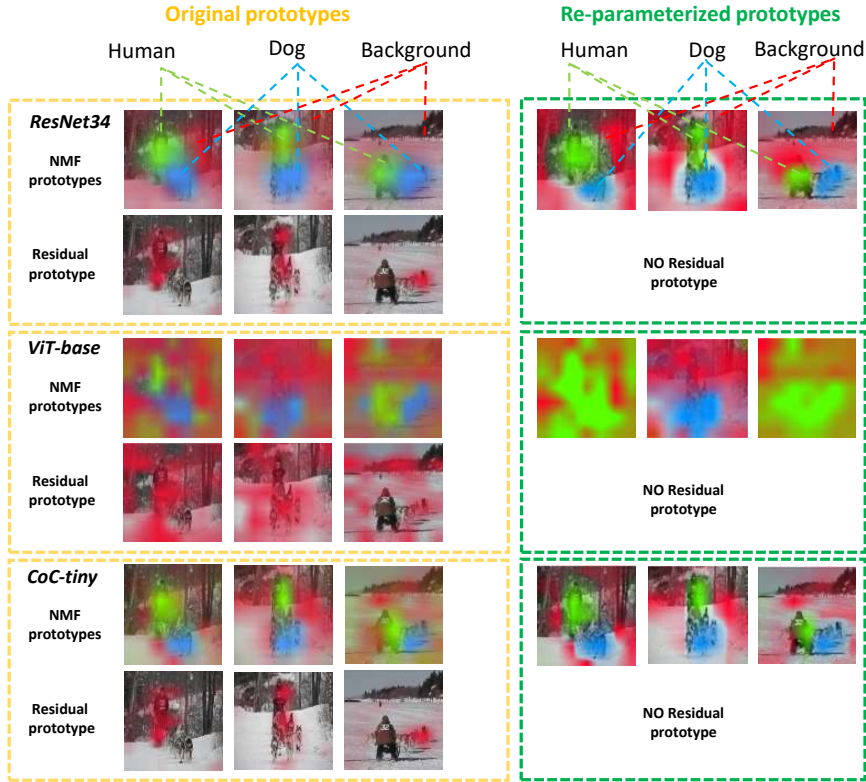 Original prototypes
Re-parameterized prototypes
Human
Dog
Background
Human
Dog
Background
ResNet34
NMF
prototypes
Residual
prototype
NO Residual
prototype
ViT-base
NMF
prototypes
Residual
prototype
NO Residual
prototype
CoC-tiny
NMF
prototypes
Residual
prototype
NO Residual
prototype